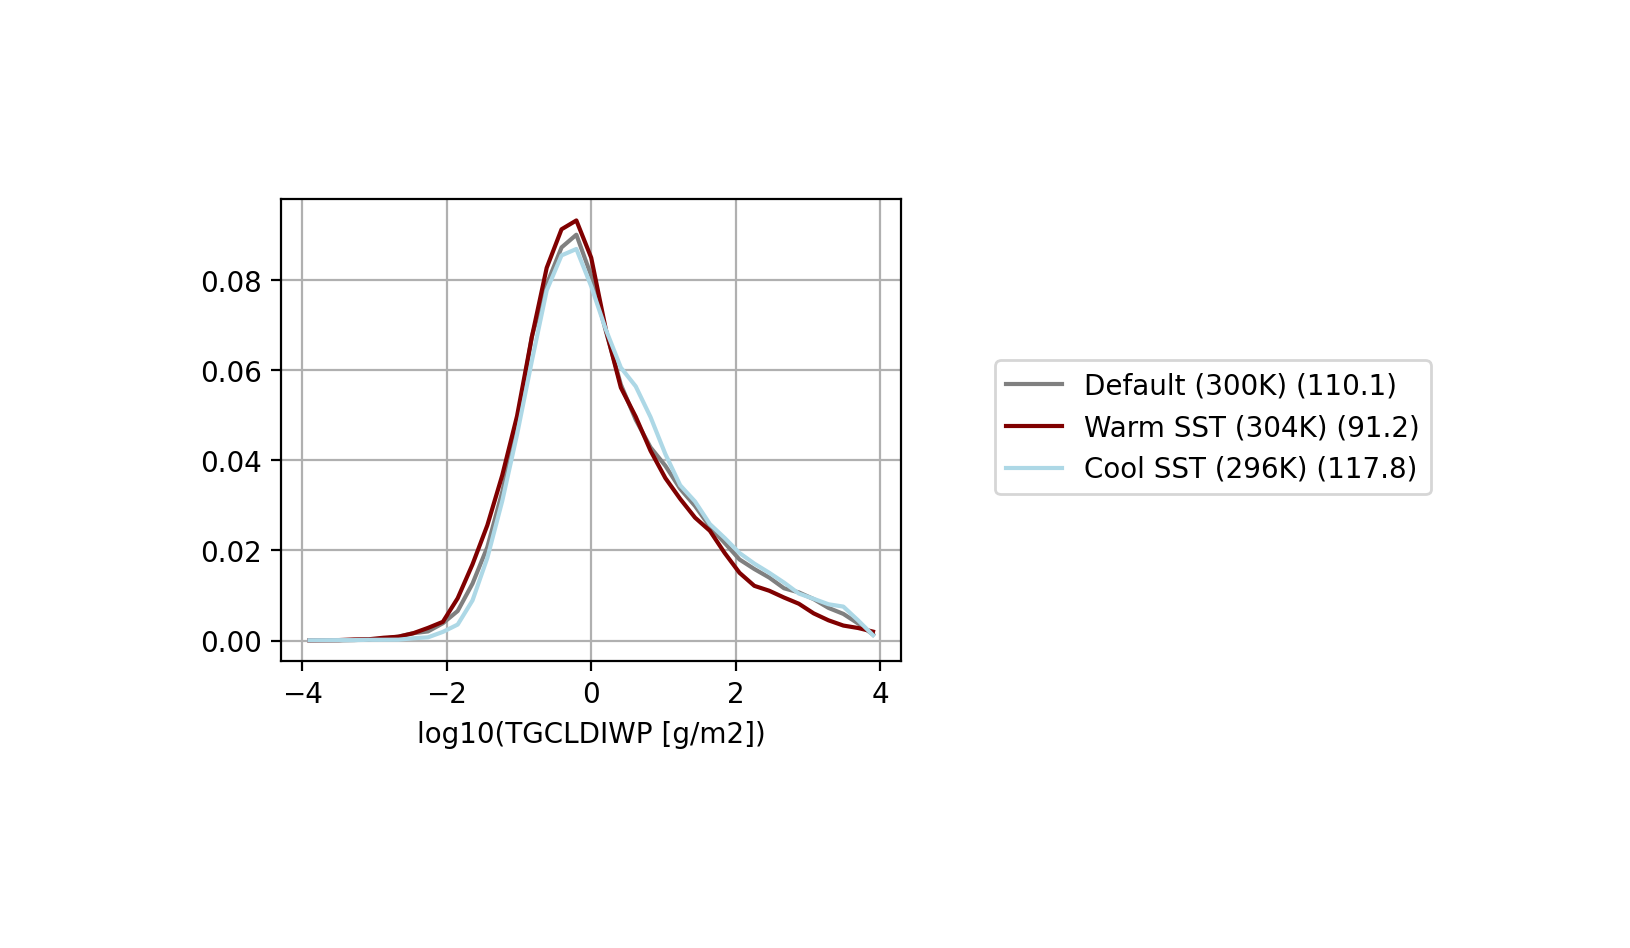 0.08
0.06
0.04
0.02
0.00
−4
−2
0
2
4
log10(TGCLDIWP [g/m2])
Default (300K) (110.1)
Warm SST (304K) (91.2)
Cool SST (296K) (117.8)